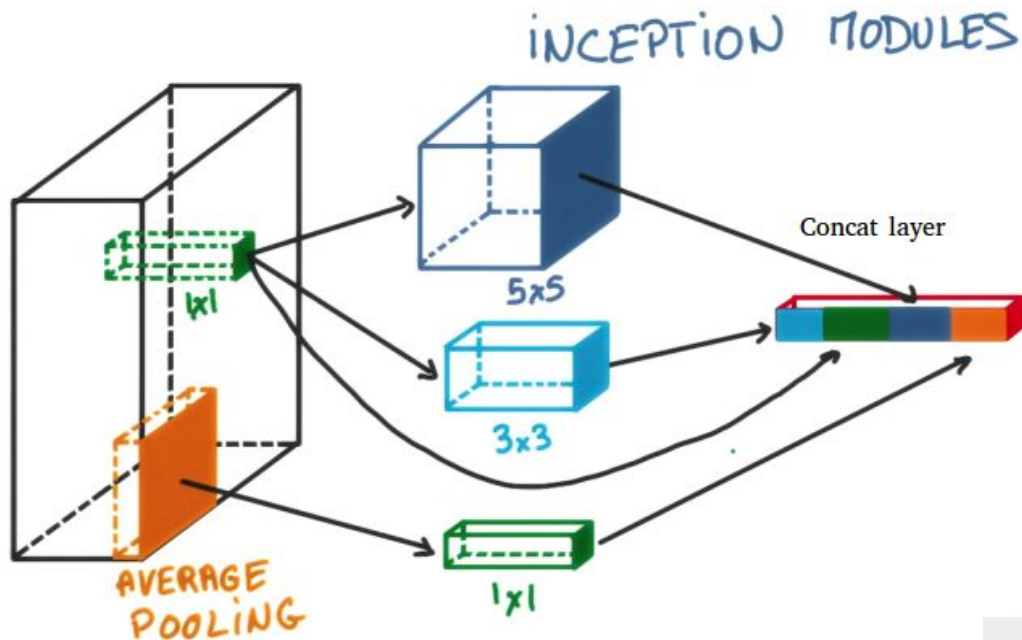 INCEPTION MODULES
Concat layer
1x1
5x5
3x3
1x1
AVERAGE
POOLING